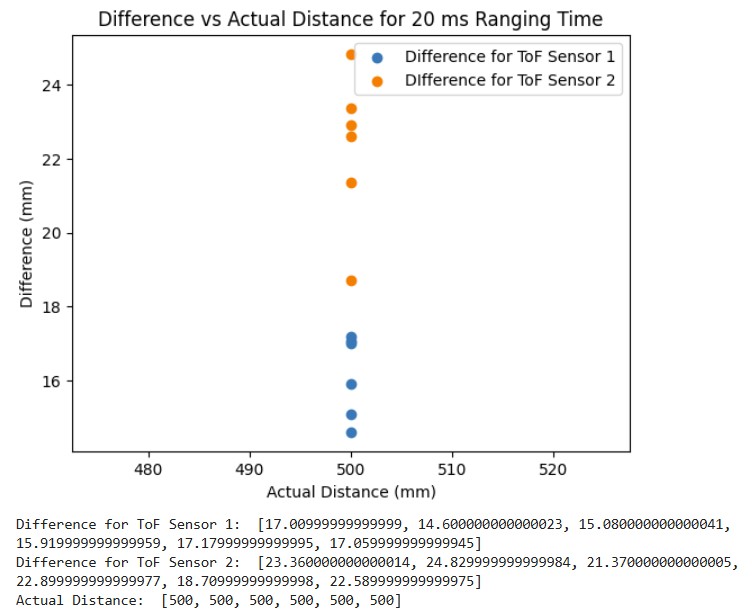 Difference vs Actual Distance for 20 ms Ranging Time
Difference for ToF Sensor 1
DIfference for ToF Sensor 2
24
22
20
18
16
Difference (mm)
480 490 500 510 520
Actual Distance (mm)
Difference for ToF Sensor 1:  [17.00999999999999, 14.600000000000023, 15.080000000000041,
15.919999999999959, 17.17999999999995, 17.059999999999945]
Difference for ToF Sensor 2:  [23.360000000000014, 24.829999999999984, 21.370000000000005,
22.899999999999977, 18.70999999999998, 22.589999999999975]
Actual Distance:  [500, 500, 500, 500, 500, 500]